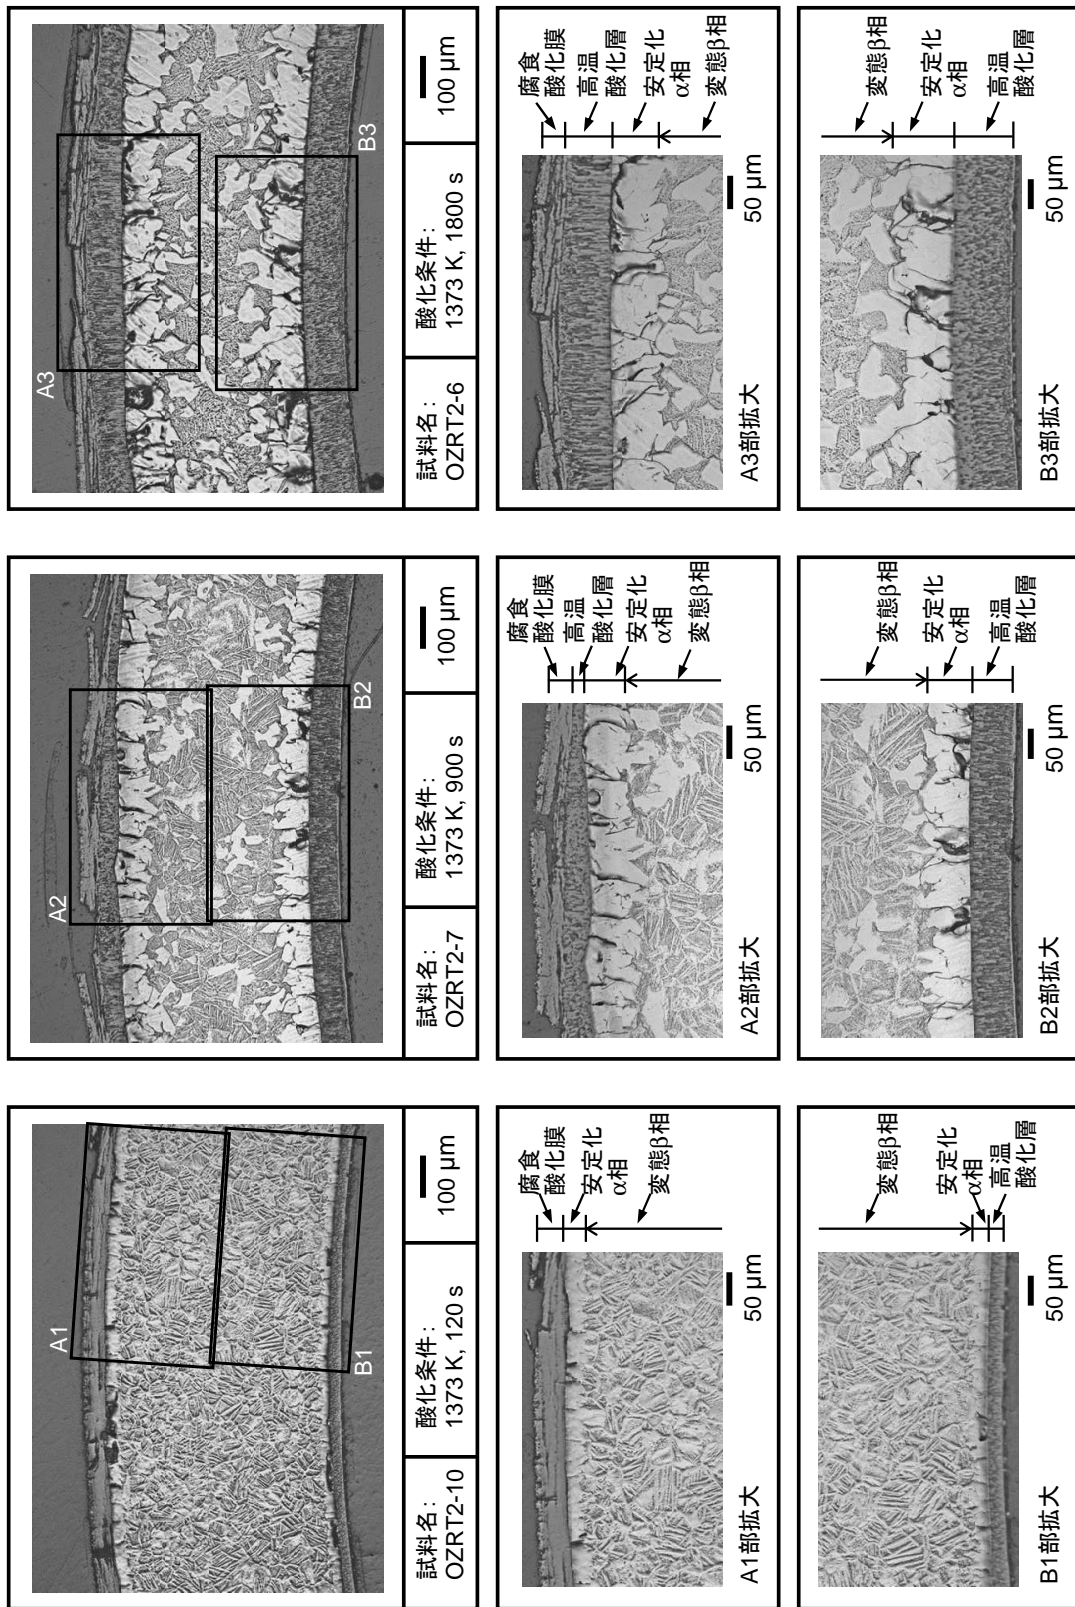 A1
B1
試料名：
OZRT2-10
酸化条件：
1373 K, 120 s
100 μm
腐食
酸化膜
安定化
α相
変態β相
50 μm
A1部拡大
変態β相
安定化
α相
高温
酸化層
50 μm
B1部拡大
A2
B2
試料名：
OZRT2-7
酸化条件：
1373 K, 900 s
100 μm
腐食
酸化膜
高温
酸化層
安定化
α相
変態β相
50 μm
A2部拡大
変態β相
安定化
α相
高温
酸化層
50 μm
B2部拡大
A3
B3
試料名：
OZRT2-6
酸化条件：
1373 K, 1800 s
100 μm
腐食
酸化膜
高温
酸化層
安定化
α相
変態β相
50 μm
A3部拡大
変態β相
安定化
α相
高温
酸化層
50 μm
B3部拡大